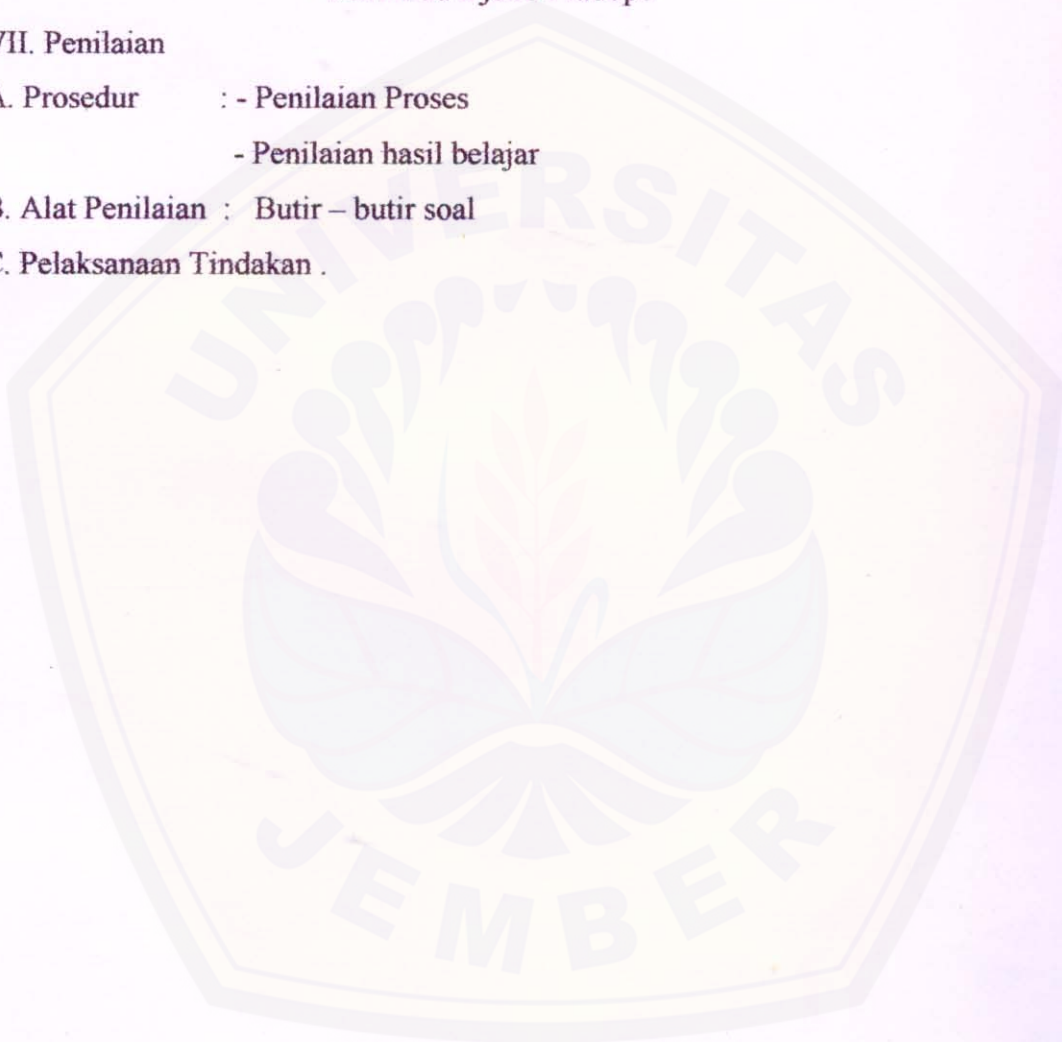 VII. Penilaian
A. Prosedur : - Penilaian Proses
- Penilaian hasil belajar
B. Alat Penilaian : Butir – butir soal
C. Pelaksanaan Tindakan .
UNIVERSITAS
JEMBER